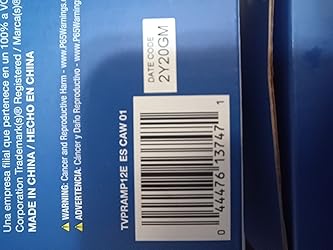 Una empresa filial que pertenece en un 100% a VO
Corporation Trademark(s)® Registered / Marca(s)®
MADE IN CHINA / HECHO EN CHINA
WARNING: Cancer and Reproductive Harm - www.P65Warnings.
ADVERTENCIA: Cáncer y Daño Reproductivo - www.P65Warnings.c
DATE CODE
2Y20GM
TVPRAMP12E ES CAW 01
0 44476 13747 1